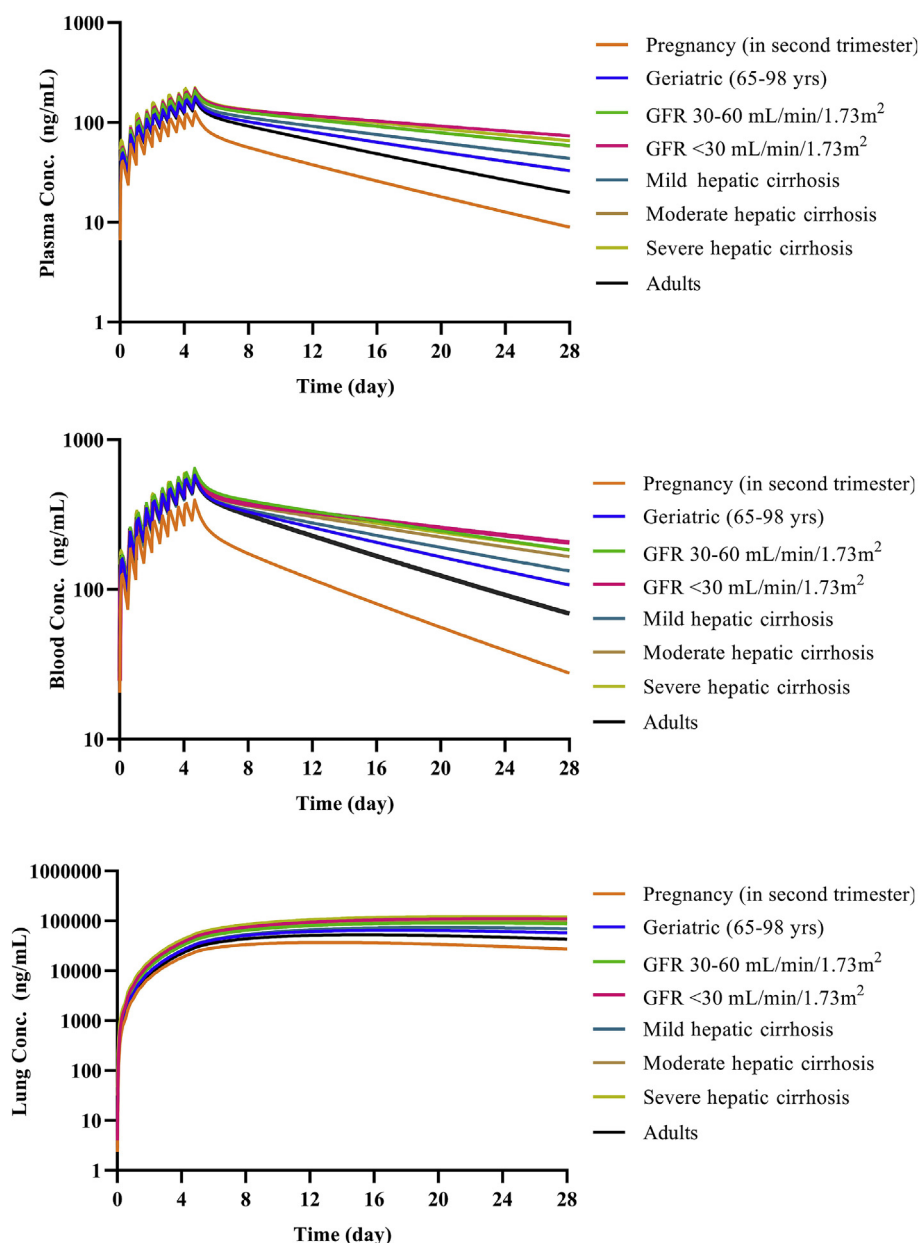 Plasma Conc. (ng/mL)
1000
100
10
1
0 4 8 12 16 20 24 28
Time (day)
Pregnancy (in second trimester)
Geriatric (65-98 yrs)
GFR 30-60 mL/min/1.73m²
GFR <30 mL/min/1.73m²
Mild hepatic cirrhosis
Moderate hepatic cirrhosis
Severe hepatic cirrhosis
Adults
Blood Conc. (ng/mL)
1000
100
10
0 4 8 12 16 20 24 28
Time (day)
Pregnancy (in second trimester)
Geriatric (65-98 yrs)
GFR 30-60 mL/min/1.73m²
GFR <30 mL/min/1.73m²
Mild hepatic cirrhosis
Moderate hepatic cirrhosis
Severe hepatic cirrhosis
Adults
Lung Conc. (ng/mL)
1000000
100000
10000
1000
100
10
1
0 4 8 12 16 20 24 28
Time (day)
Pregnancy (in second trimester)
Geriatric (65-98 yrs)
GFR 30-60 mL/min/1.73m²
GFR <30 mL/min/1.73m²
Mild hepatic cirrhosis
Moderate hepatic cirrhosis
Severe hepatic cirrhosis
Adults